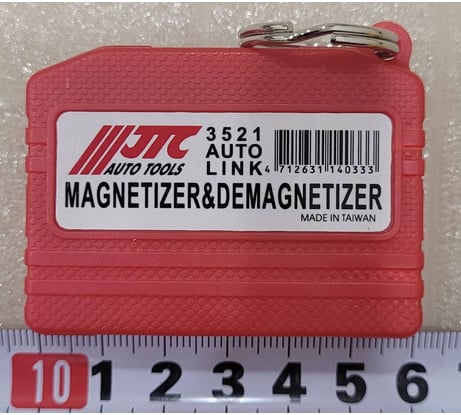 JTC
AUTO TOOLS
3521
AUTO
LINK
4 712631 140333
MAGNETIZER&DEMAGNETIZER
MADE IN TAIWAN
10 1 2 3 4 5 6